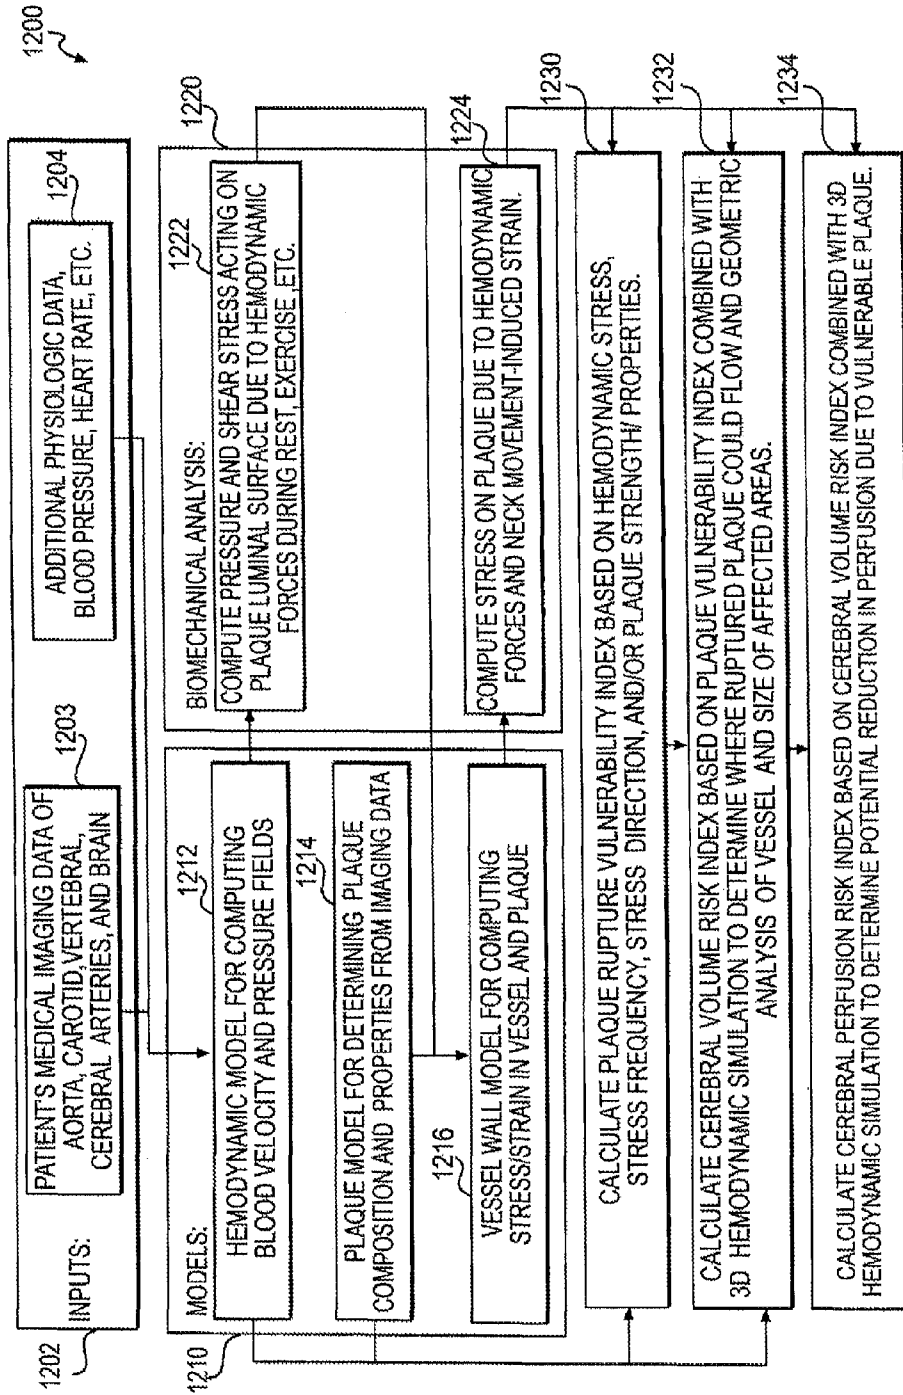 1200
INPUTS:
1202
PATIENT'S MEDICAL IMAGING DATA OF
AORTA, CAROTID, VERTEBRAL,
CEREBRAL ARTERIES, AND BRAIN
1203
ADDITIONAL PHYSIOLOGIC DATA,
BLOOD PRESSURE, HEART RATE, ETC.
1204
MODELS:
1210
HEMODYNAMIC MODEL FOR COMPUTING
BLOOD VELOCITY AND PRESSURE FIELDS
1212
PLAQUE MODEL FOR DETERMINING PLAQUE
COMPOSITION AND PROPERTIES FROM IMAGING DATA
1214
VESSEL WALL MODEL FOR COMPUTING
STRESS/STRAIN IN VESSEL AND PLAQUE
1216
BIOMECHANICAL ANALYSIS:
1220
COMPUTE PRESSURE AND SHEAR STRESS ACTING ON
PLAQUE LUMINAL SURFACE DUE TO HEMODYNAMIC
FORCES DURING REST, EXERCISE ,ETC.
1222
COMPUTE STRESS ON PLAQUE DUE TO HEMODYNAMIC
FORCES AND NECK MOVEMENT-INDUCED STRAIN.
1224
CALCULATE PLAQUE RUPTURE VULNERABILITY INDEX BASED ON HEMODYNAMIC STRESS,
STRESS FREQUENCY, STRESS DIRECTION, AND/OR PLAQUE STRENGTH/ PROPERTIES.
1230
CALCULATE CEREBRAL VOLUME RISK INDEX BASED ON PLAQUE VULNERABILITY INDEX COMBINED WITH
3D HEMODYNAMIC SIMULATION TO DETERMINE WHERE RUPTURED PLAQUE COULD FLOW AND GEOMETRIC
ANALYSIS OF VESSEL AND SIZE OF AFFECTED AREAS.
1232
CALCULATE CEREBRAL PERFUSION RISK INDEX BASED ON CEREBRAL VOLUME RISK INDEX COMBINED WITH 3D
HEMODYNAMIC SIMULATION TO DETERMINE POTENTIAL REDUCTION IN PERFUSION DUE TO VULNERABLE PLAQUE.
1234